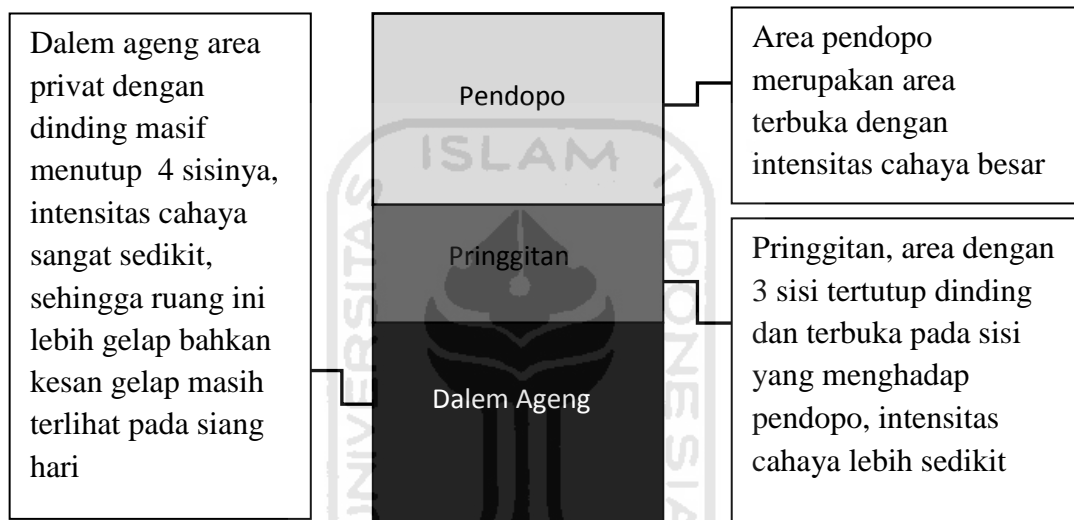 Dalem ageng area
privat dengan
dinding masif
menutup 4 sisinya,
intensitas cahaya
sangat sedikit,
sehingga ruang ini
lebih gelap bahkan
kesan gelap masih
terlihat pada siang
hari
Pendopo
Pringgitan
Dalem Ageng
Area pendopo
merupakan area
terbuka dengan
intensitas cahaya besar
Pringgitan, area dengan
3 sisi tertutup dinding
dan terbuka pada sisi
yang menghadap
pendopo, intensitas
cahaya lebih sedikit
ISLAM
UNIVERSITAS
INDONESIA